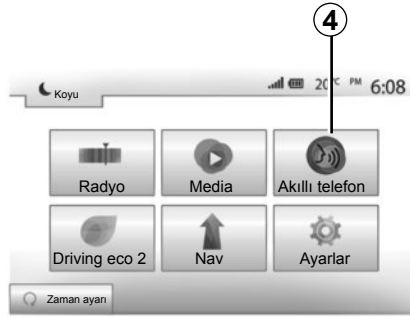 4
Koyu
20°C PM 6:08
Radyo Media Akıllı telefon
Driving eco 2 Nav Ayarlar
Zaman ayarı